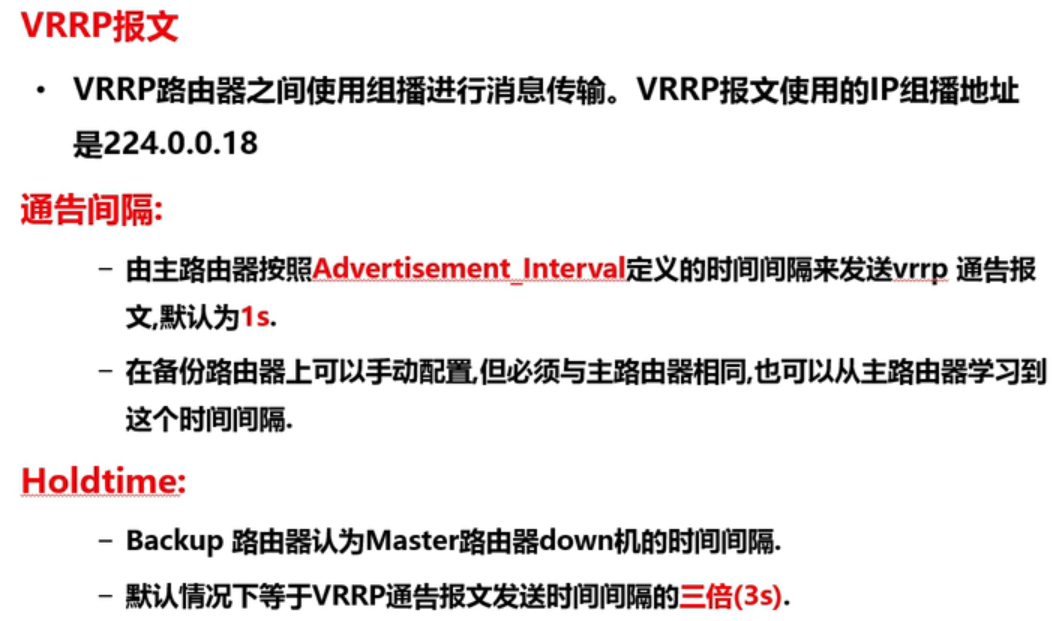 VRRP报文
• VRRP路由器之间使用组播进行消息传输。VRRP报文使用的IP组播地址
是224.0.0.18
通告间隔:
– 由主路由器按照Advertisement_Interval定义的时间间隔来发送vrrp 通告报
文,默认为1s.
– 在备份路由器上可以手动配置,但必须与主路由器相同,也可以从主路由器学习到
这个时间间隔.
Holdtime:
– Backup 路由器认为Master路由器down机的时间间隔.
– 默认情况下等于VRRP通告报文发送时间间隔的三倍(3s).